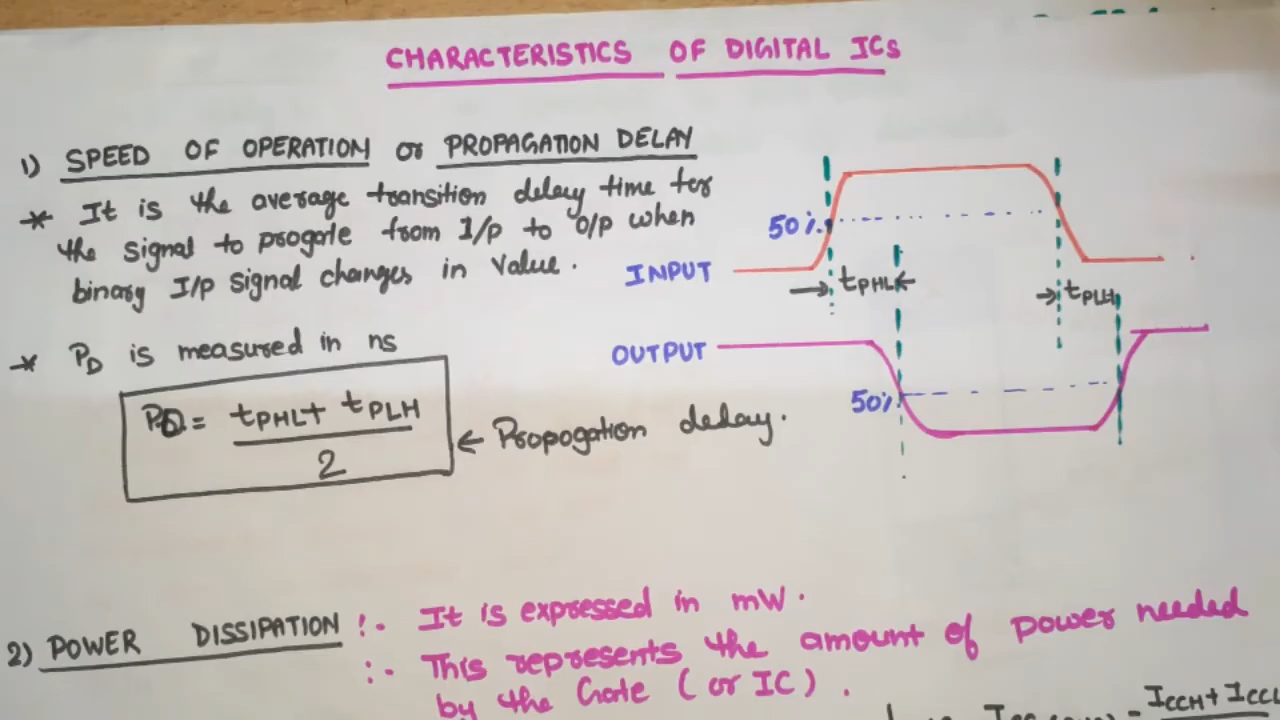 CHARACTERISTICS OF DIGITAL ICs
1) SPEED OF OPERATION or PROPAGATION DELAY
* It is the average transition delay time for
the signal to progate from I/p to O/p when
binary I/p signal changes in value.
* PD is measured in ns
PD = tPHL + tPLH
2
← Propogation delay.
50%
INPUT
tPHL
tPLH
OUTPUT
50%
2) POWER DISSIPATION :- It is expressed in mW.
:- This represents the amount of power needed
by the Gate (or IC).
ICCH + ICCL